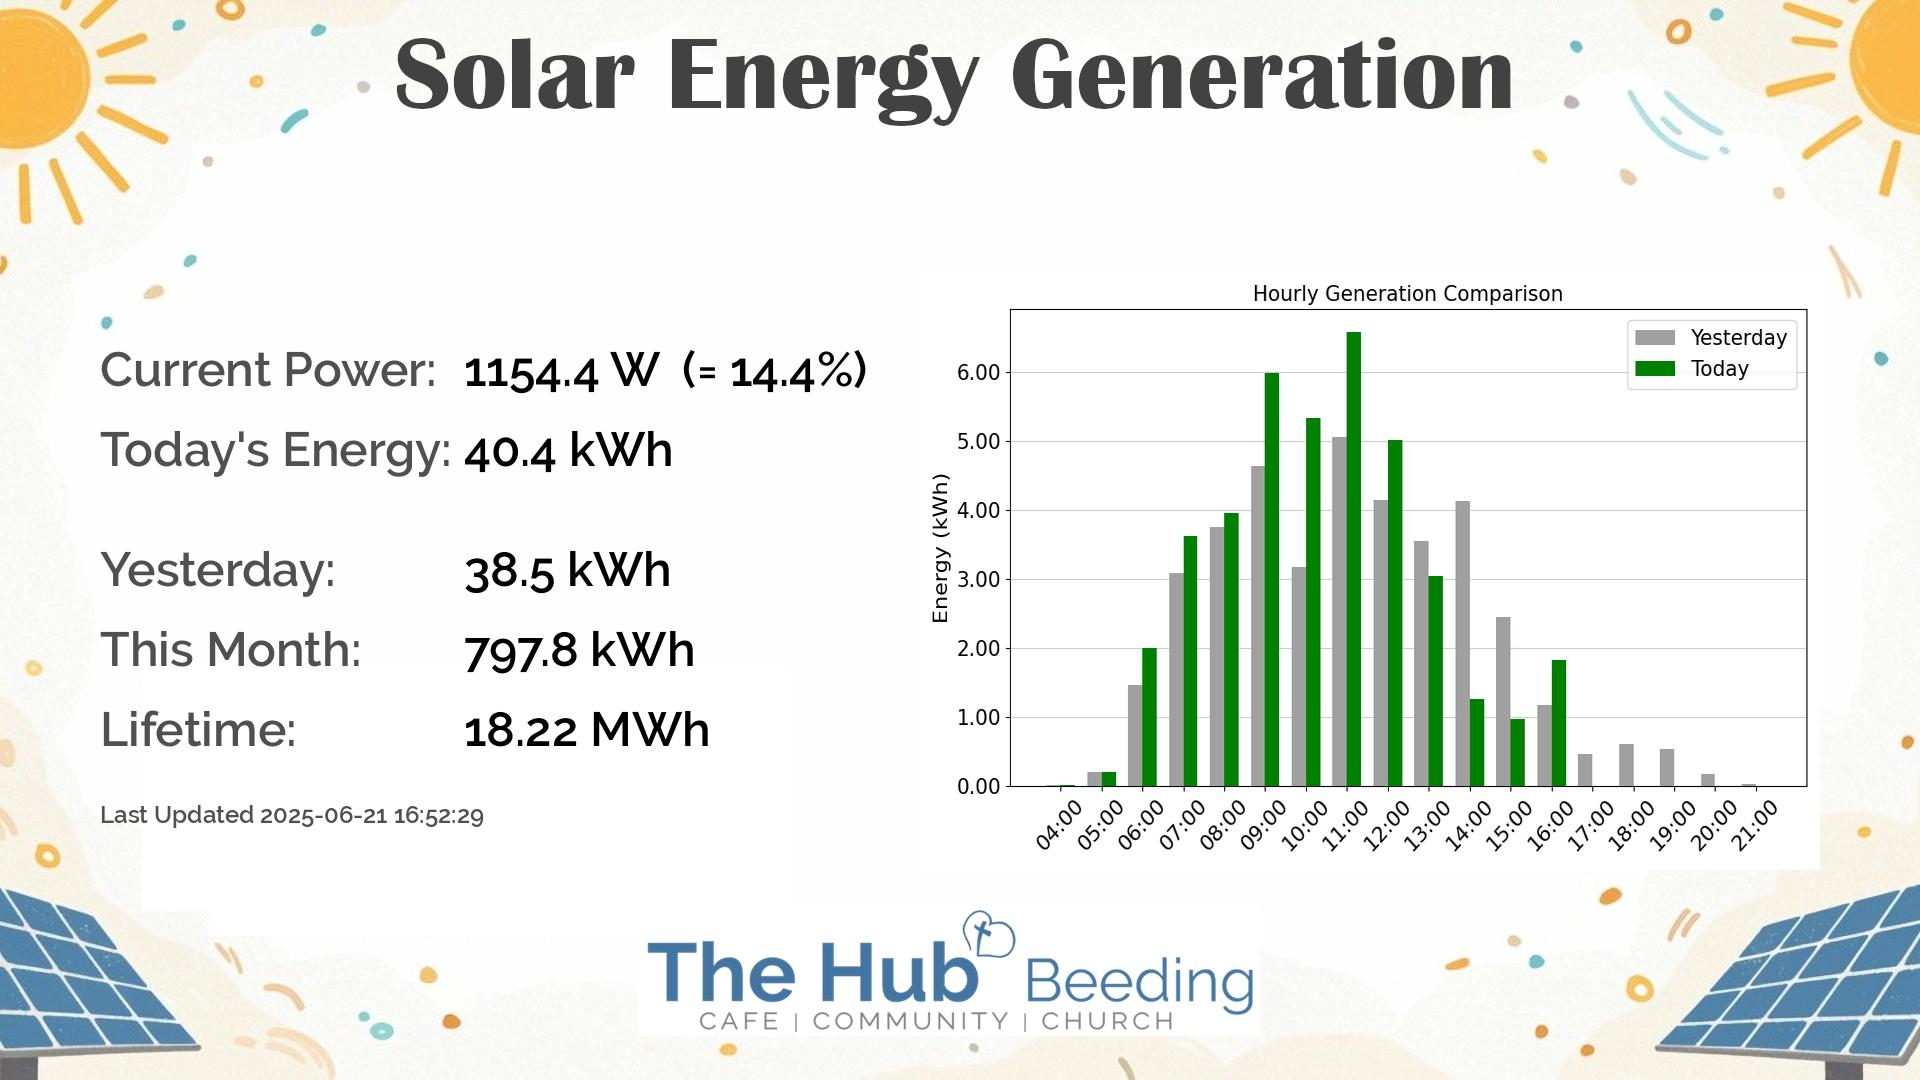 Solar Energy Generation
Current Power: 1154.4 W (= 14.4%)
Today's Energy: 40.4 kWh
Yesterday: 38.5 kWh
This Month: 797.8 kWh
Lifetime: 18.22 MWh
Last Updated 2025-06-21 16:52:29
Hourly Generation Comparison
Yesterday
Today
Energy (kWh)
6.00
5.00
4.00
3.00
2.00
1.00
0.00
04:00 05:00 06:00 07:00 08:00 09:00 10:00 11:00 12:00 13:00 14:00 15:00 16:00 17:00 18:00 19:00 20:00 21:00
The Hub Beeding
CAFE | COMMUNITY | CHURCH